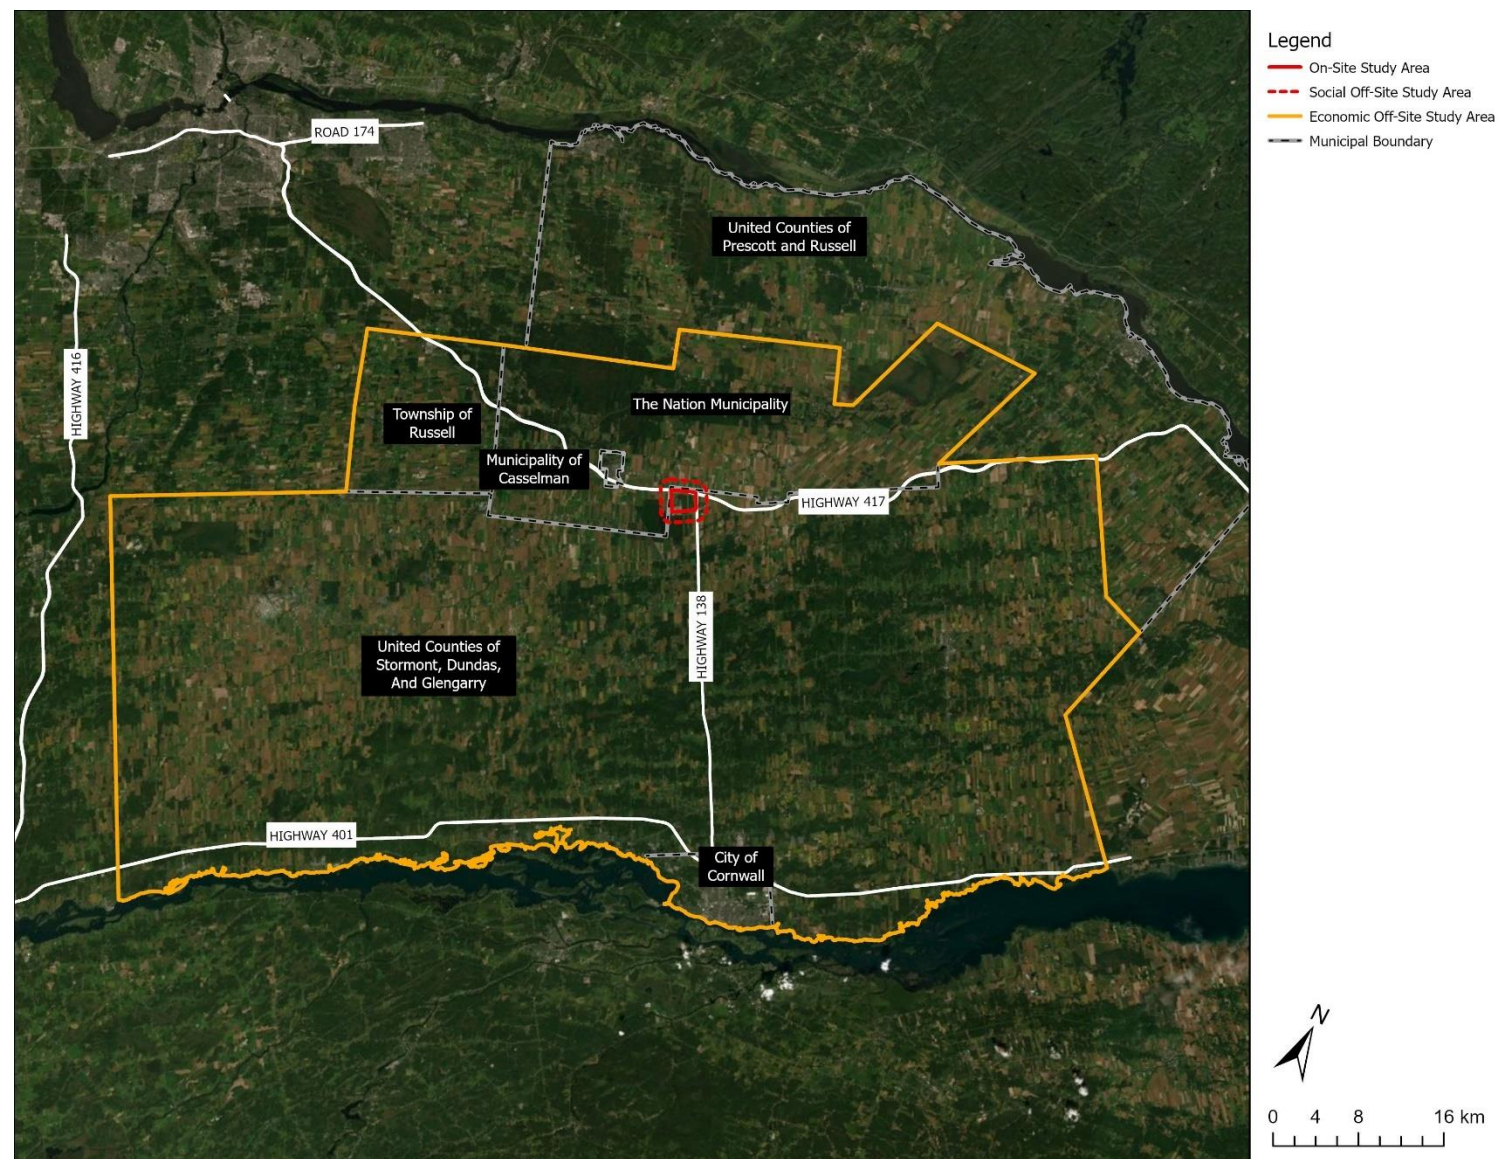 Legend
On-Site Study Area
Social Off-Site Study Area
Economic Off-Site Study Area
Municipal Boundary
ROAD 174
United Counties of
Prescott and Russell
HIGHWAY 416
The Nation Municipality
Township of
Russell
Municipality of
Casselman
HIGHWAY 417
HIGHWAY 138
United Counties of
Stormont, Dundas,
And Glengarry
HIGHWAY 401
City of
Cornwall
N
0 4 8 16 km